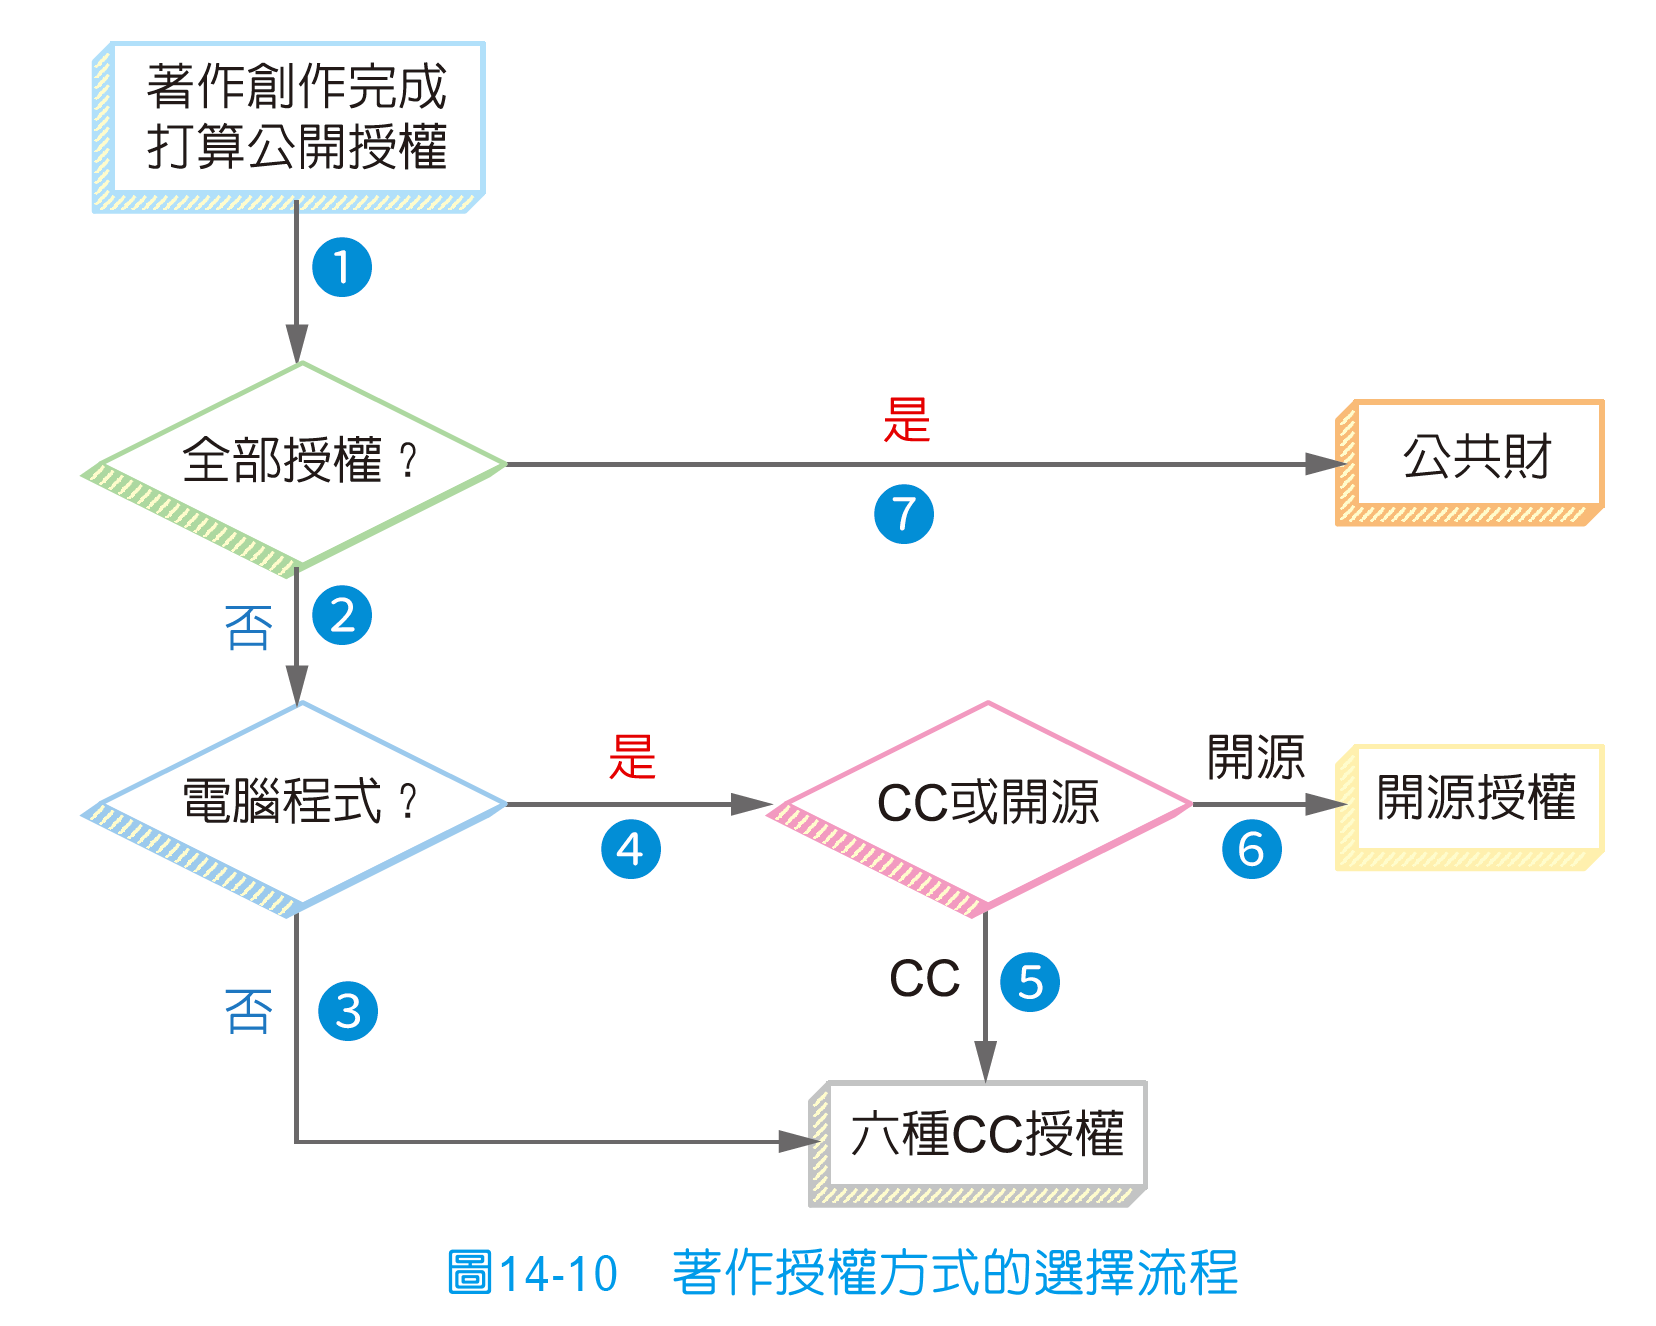 著作創作完成
打算公開授權
1
全部授權？
是
7
公共財
否
2
電腦程式？
是
4
CC或開源
開源
6
開源授權
否
3
CC
5
六種CC授權
圖14-10　著作授權方式的選擇流程